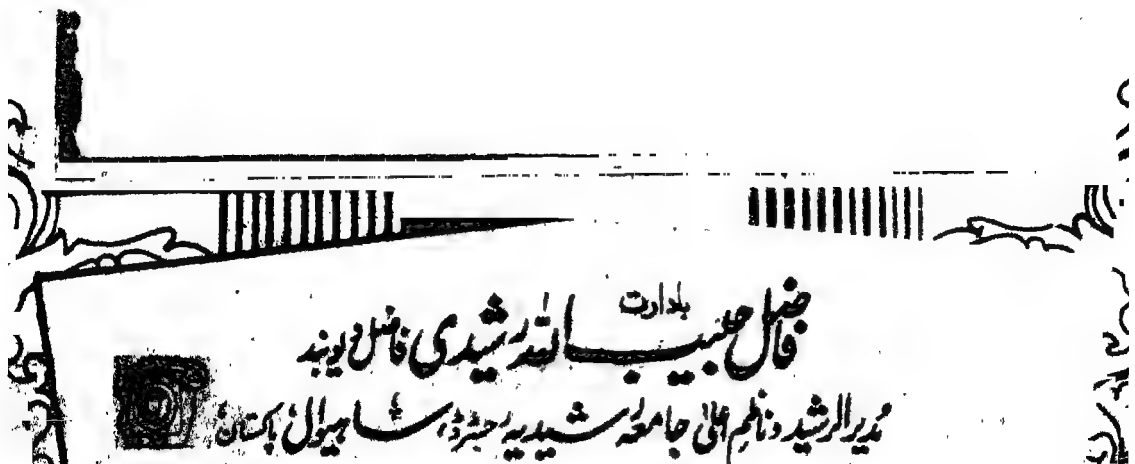 بادارت
فاضل حبیب اللہ رشیدی فاضل دیوبند
مدیر الرشید و ناظم اعلیٰ جامعہ رشیدیہ رجسٹرڈ، ساہیوال پاکستان